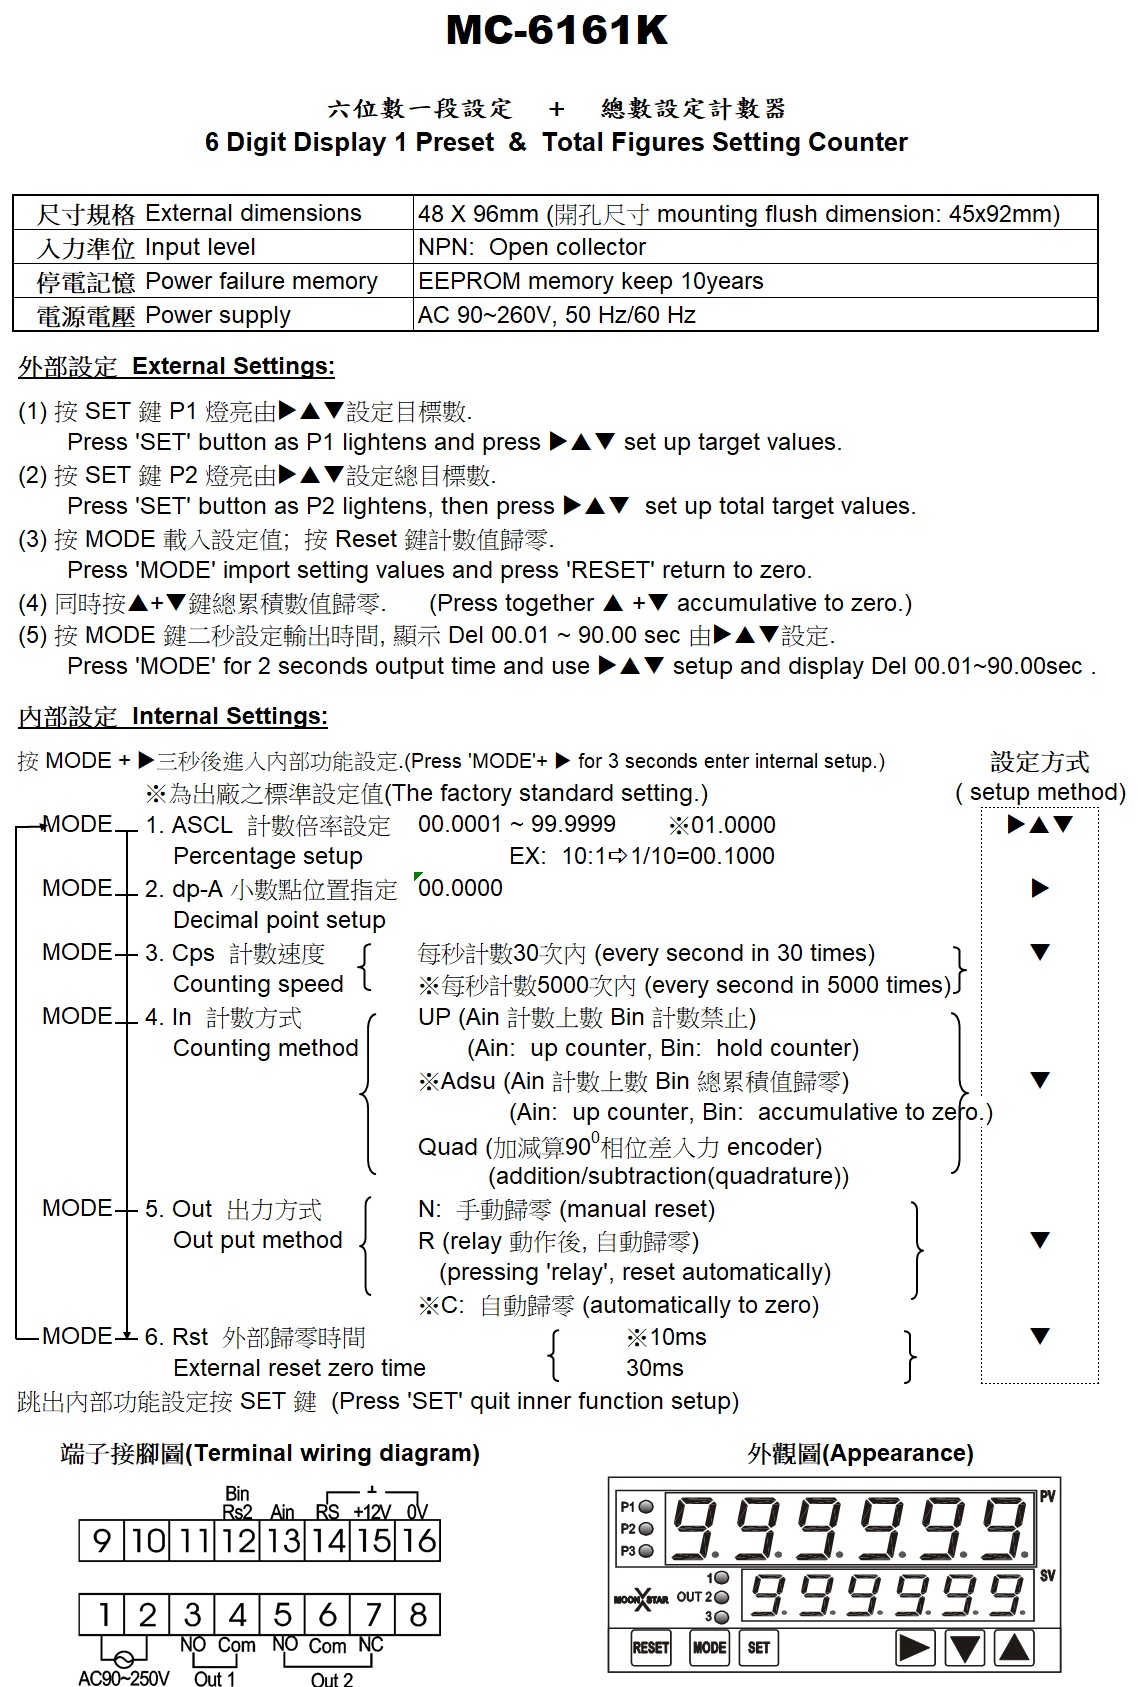 MC-6161K
六位數一段設定 + 總數設定計數器
6 Digit Display 1 Preset & Total Figures Setting Counter
尺寸規格 External dimensions 48 X 96mm (開孔尺寸 mounting flush dimension: 45x92mm)
入力準位 Input level NPN: Open collector
停電記憶 Power failure memory EEPROM memory keep 10years
電源電壓 Power supply AC 90~260V, 50 Hz/60 Hz
外部設定 External Settings:
(1) 按 SET 鍵 P1 燈亮由▶▲▼設定目標數.
Press 'SET' button as P1 lightens and press ▶▲▼ set up target values.
(2) 按 SET 鍵 P2 燈亮由▶▲▼設定總目標數.
Press 'SET' button as P2 lightens, then press ▶▲▼ set up total target values.
(3) 按 MODE 載入設定值; 按 Reset 鍵計數值歸零.
Press 'MODE' import setting values and press 'RESET' return to zero.
(4) 同時按▲+▼鍵總累積數值歸零. (Press together ▲ +▼ accumulative to zero.)
(5) 按 MODE 鍵二秒設定輸出時間, 顯示 Del 00.01 ~ 90.00 sec 由▶▲▼設定.
Press 'MODE' for 2 seconds output time and use ▶▲▼ setup and display Del 00.01~90.00sec .
內部設定 Internal Settings:
按 MODE + ▶三秒後進入內部功能設定.(Press 'MODE'+ ▶ for 3 seconds enter internal setup.) 設定方式
※為出廠之標準設定值(The factory standard setting.) ( setup method)
MODE 1. ASCL 計數倍率設定 00.0001 ~ 99.9999 ※01.0000 ▶▲▼
Percentage setup EX: 10:1⇨1/10=00.1000
MODE 2. dp-A 小數點位置指定 00.0000 ▶
Decimal point setup
MODE 3. Cps 計數速度 每秒計數30次內 (every second in 30 times) ▼
Counting speed ※每秒計數5000次內 (every second in 5000 times)
MODE 4. In 計數方式 UP (Ain 計數上數 Bin 計數禁止)
Counting method (Ain: up counter, Bin: hold counter)
※Adsu (Ain 計數上數 Bin 總累積值歸零) ▼
(Ain: up counter, Bin: accumulative to zero.)
Quad (加減算90⁰相位差入力 encoder)
(addition/subtraction(quadrature))
MODE 5. Out 出力方式 N: 手動歸零 (manual reset)
Out put method R (relay 動作後, 自動歸零) ▼
(pressing 'relay', reset automatically)
※C: 自動歸零 (automatically to zero)
MODE 6. Rst 外部歸零時間 ※10ms ▼
External reset zero time 30ms
跳出內部功能設定按 SET 鍵 (Press 'SET' quit inner function setup)
端子接腳圖(Terminal wiring diagram)
Bin
Rs2 Ain RS +12V 0V
9 10 11 12 13 14 15 16
1 2 3 4 5 6 7 8
NO Com NO Com NC
AC90~250V Out 1 Out 2
外觀圖(Appearance)
P1 999999 PV
P2
P3
1 999999 SV
MOON X STAR OUT 2
3
RESET MODE SET ▶ ▼ ▲